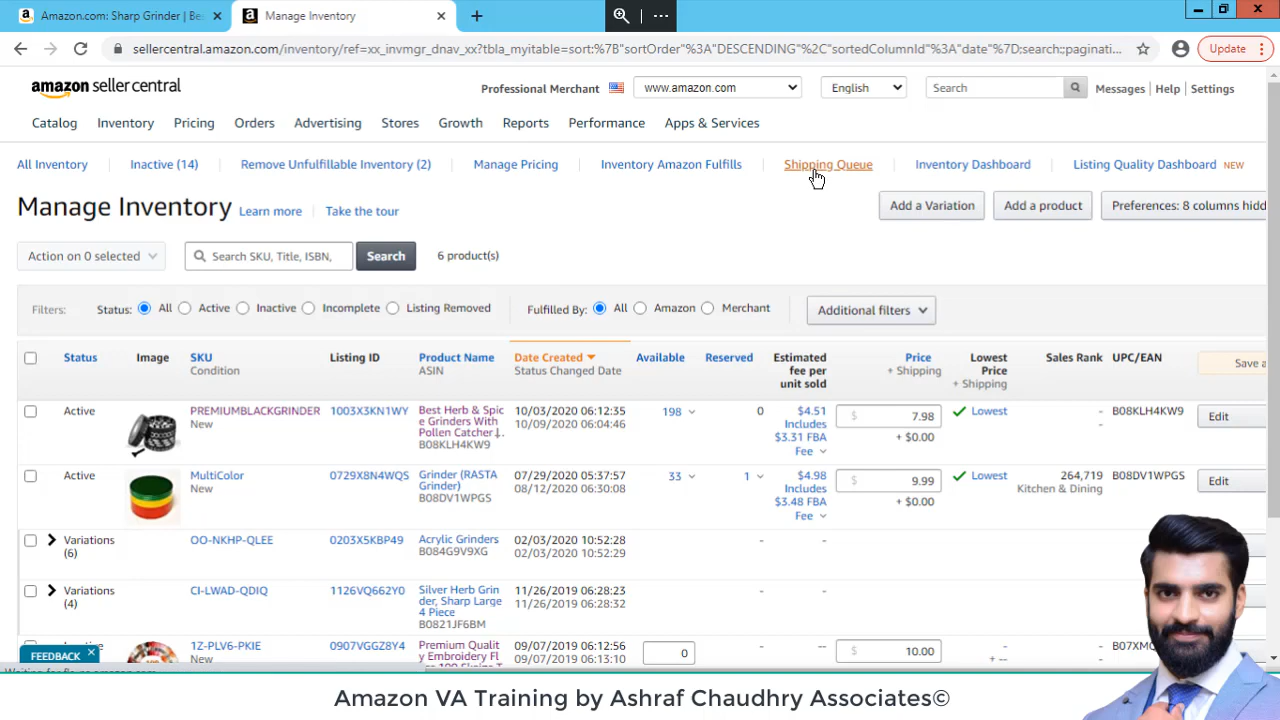 Amazon.com: Sharp Grinder | Be
Manage Inventory
sellercentral.amazon.com/inventory/ref=xx_invmgr_dnav_xx?tbla_myitable=sort:%7B"sortOrder"%3A"DESCENDING"%2C"sortedColumnId"%3A"date"%7D;search:;paginati...
Update
amazon seller central
Professional Merchant www.amazon.com English Search Messages Help Settings
Catalog Inventory Pricing Orders Advertising Stores Growth Reports Performance Apps & Services
All Inventory Inactive (14) Remove Unfulfillable Inventory (2) Manage Pricing Inventory Amazon Fulfills Shipping Queue Inventory Dashboard Listing Quality Dashboard NEW
Manage Inventory Learn more Take the tour
Add a Variation Add a product Preferences: 8 columns hidd
Action on 0 selected Search SKU, Title, ISBN, Search 6 product(s)
Filters: Status: All Active Inactive Incomplete Listing Removed Fulfilled By: All Amazon Merchant Additional filters
Status Image SKU Listing ID Product Name Date Created Available Reserved Estimated Price Lowest Sales Rank UPC/EAN Save a
Condition ASIN Status Changed Date fee per + Shipping Price
unit sold + Shipping
Active PREMIUMBLACKGRINDER 1003X3KN1WY Best Herb & Spic 10/03/2020 06:12:35 198 0 $4.51 $ 7.98 Lowest - B08KLH4KW9 Edit
New e Grinders With 10/09/2020 06:04:46 Includes -
Pollen Catcher $3.31 FBA + $0.00
B08KLH4KW9 Fee
Active MultiColor 0729X8N4WQS Grinder (RASTA 07/29/2020 05:37:57 33 1 $4.98 $ 9.99 Lowest 264,719 B08DV1WPGS Edit
New Grinder) 08/12/2020 06:30:08 Includes Kitchen & Dining
B08DV1WPGS $3.48 FBA + $0.00
Fee
Variations OO-NKHP-QLEE 0203X5KBP49 Acrylic Grinders 02/03/2020 10:52:28 - -
(6) B084G9V9XG 02/03/2020 10:52:29
Variations CI-LWAD-QDIQ 1126VQ662Y0 Silver Herb Grin 11/26/2019 06:28:23 - -
(4) der, Sharp Large 11/26/2019 06:28:32
4 Piece
B0821JF6BM
1Z-PLV6-PKIE 0907VGGZ8Y4 Premium Qualit 09/07/2019 06:12:56 0 -- $ 10.00 - - B07XM
New y Embroidery Fl 09/07/2019 06:13:10 + -- -
FEEDBACK
Amazon VA Training by Ashraf Chaudhry Associates©